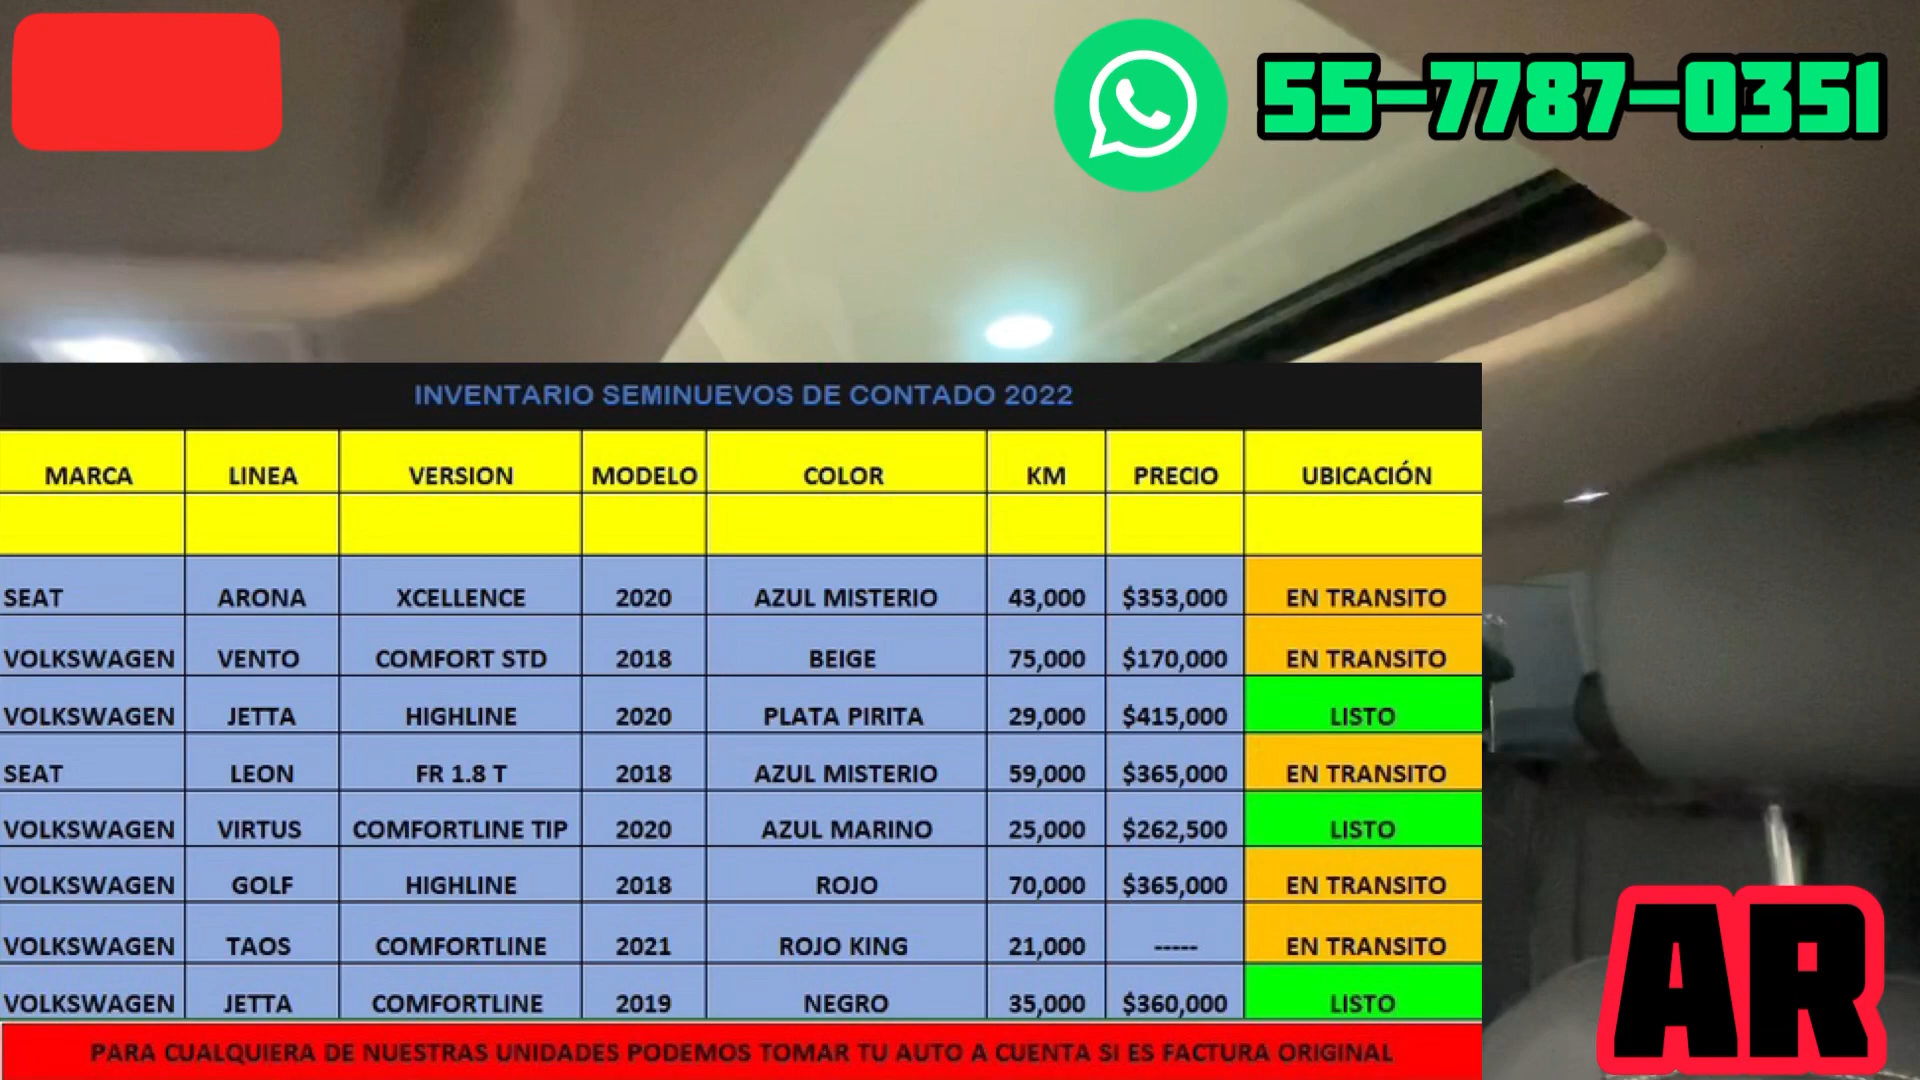 55-7787-0351
INVENTARIO SEMINUEVOS DE CONTADO 2022
MARCA LINEA VERSION MODELO COLOR KM PRECIO UBICACIÓN
SEAT ARONA XCELLENCE 2020 AZUL MISTERIO 43,000 $353,000 EN TRANSITO
VOLKSWAGEN VENTO COMFORT STD 2018 BEIGE 75,000 $170,000 EN TRANSITO
VOLKSWAGEN JETTA HIGHLINE 2020 PLATA PIRITA 29,000 $415,000 LISTO
SEAT LEON FR 1.8 T 2018 AZUL MISTERIO 59,000 $365,000 EN TRANSITO
VOLKSWAGEN VIRTUS COMFORTLINE TIP 2020 AZUL MARINO 25,000 $262,500 LISTO
VOLKSWAGEN GOLF HIGHLINE 2018 ROJO 70,000 $365,000 EN TRANSITO
VOLKSWAGEN TAOS COMFORTLINE 2021 ROJO KING 21,000 ----- EN TRANSITO
VOLKSWAGEN JETTA COMFORTLINE 2019 NEGRO 35,000 $360,000 LISTO
PARA CUALQUIERA DE NUESTRAS UNIDADES PODEMOS TOMAR TU AUTO A CUENTA SI ES FACTURA ORIGINAL
AR